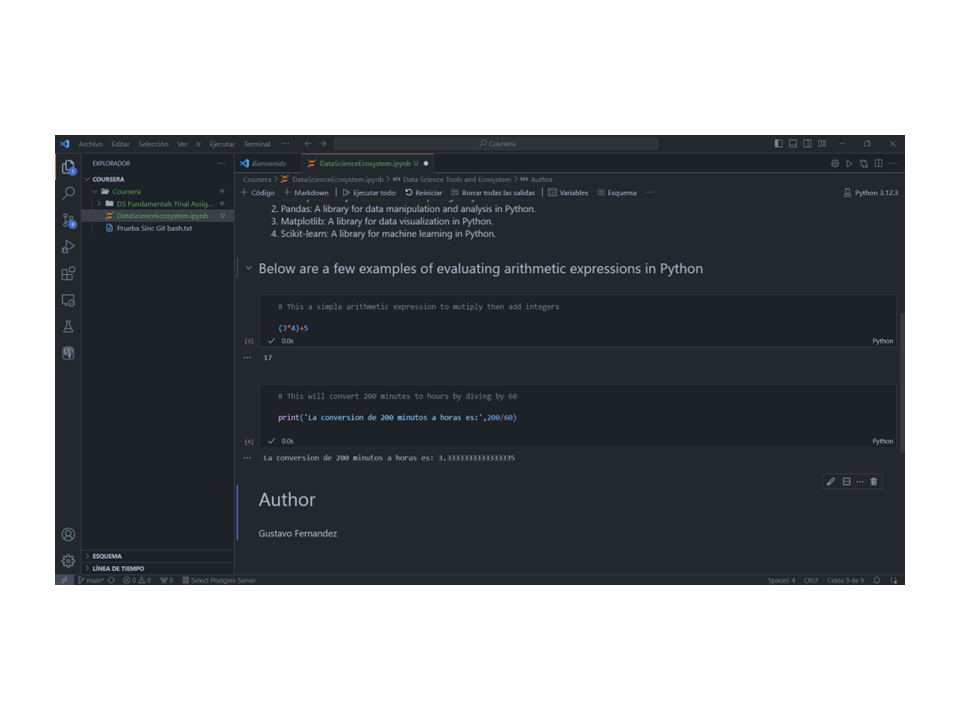 Archivo Editar Selección Ver Ir Ejecutar Terminal ··· Coursera
EXPLORADOR ···
COURSERA
Coursera
DS Fundamentals Final Assig...
DataScienceEcosystem.ipynb U
Prueba Sinc Git bash.txt
ESQUEMA
LÍNEA DE TIEMPO
Bienvenido DataScienceEcosystem.ipynb U
Coursera > DataScienceEcosystem.ipynb > M↓ Data Science Tools and Ecosystem > M↓ Author
+ Código + Markdown Ejecutar todo Reiniciar Borrar todas las salidas Variables Esquema ··· Python 3.12.3
2. Pandas: A library for data manipulation and analysis in Python.
3. Matplotlib: A library for data visualization in Python.
4. Scikit-learn: A library for machine learning in Python.
Below are a few examples of evaluating arithmetic expressions in Python
# This a simple arithmetic expression to mutiply then add integers
(3*4)+5
0.0s Python
17
# This will convert 200 minutes to hours by diving by 60
print('La conversion de 200 minutos a horas es:',200/60)
[4] 0.0s Python
La conversion de 200 minutos a horas es: 3.3333333333333335
Author
Gustavo Fernandez
main* 0 0 0 Select Postgres Server Spaces: 4 CRLF Celda 9 de 9